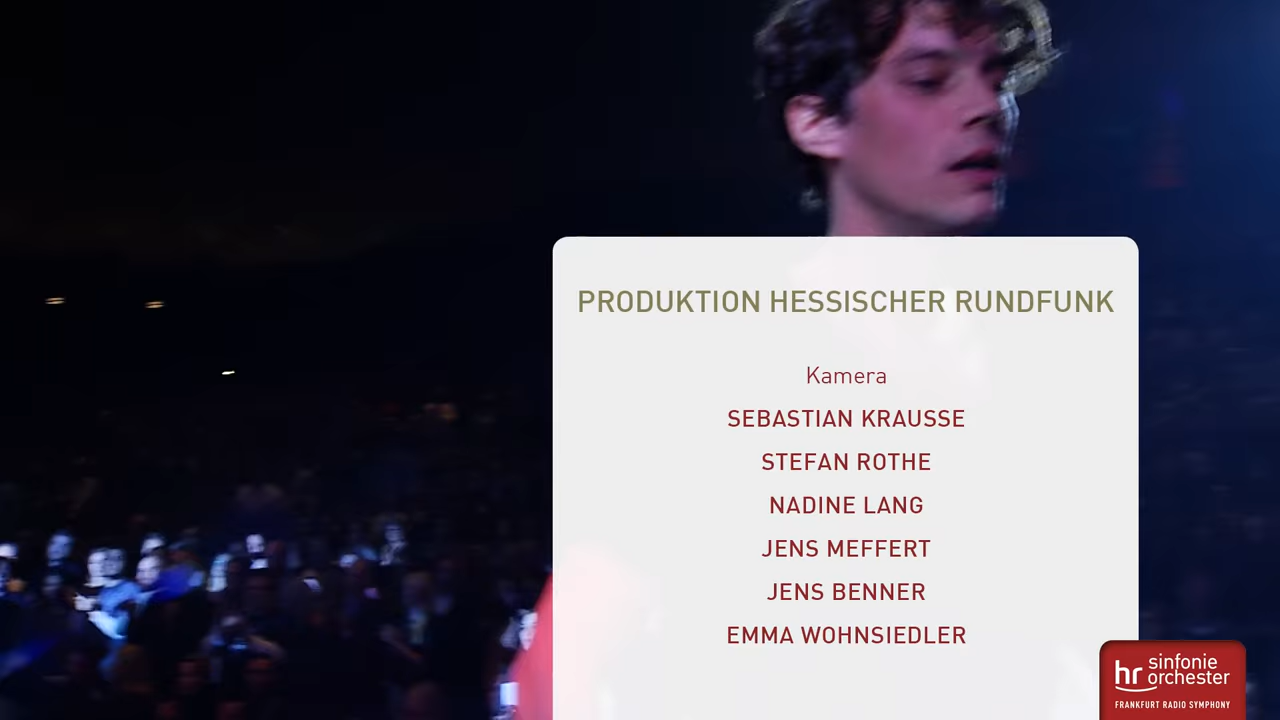 PRODUKTION HESSISCHER RUNDFUNK
Kamera
SEBASTIAN KRAUSSE
STEFAN ROTHE
NADINE LANG
JENS MEFFERT
JENS BENNER
EMMA WOHNSIEDLER
hr sinfonie
orchester
FRANKFURT RADIO SYMPHONY